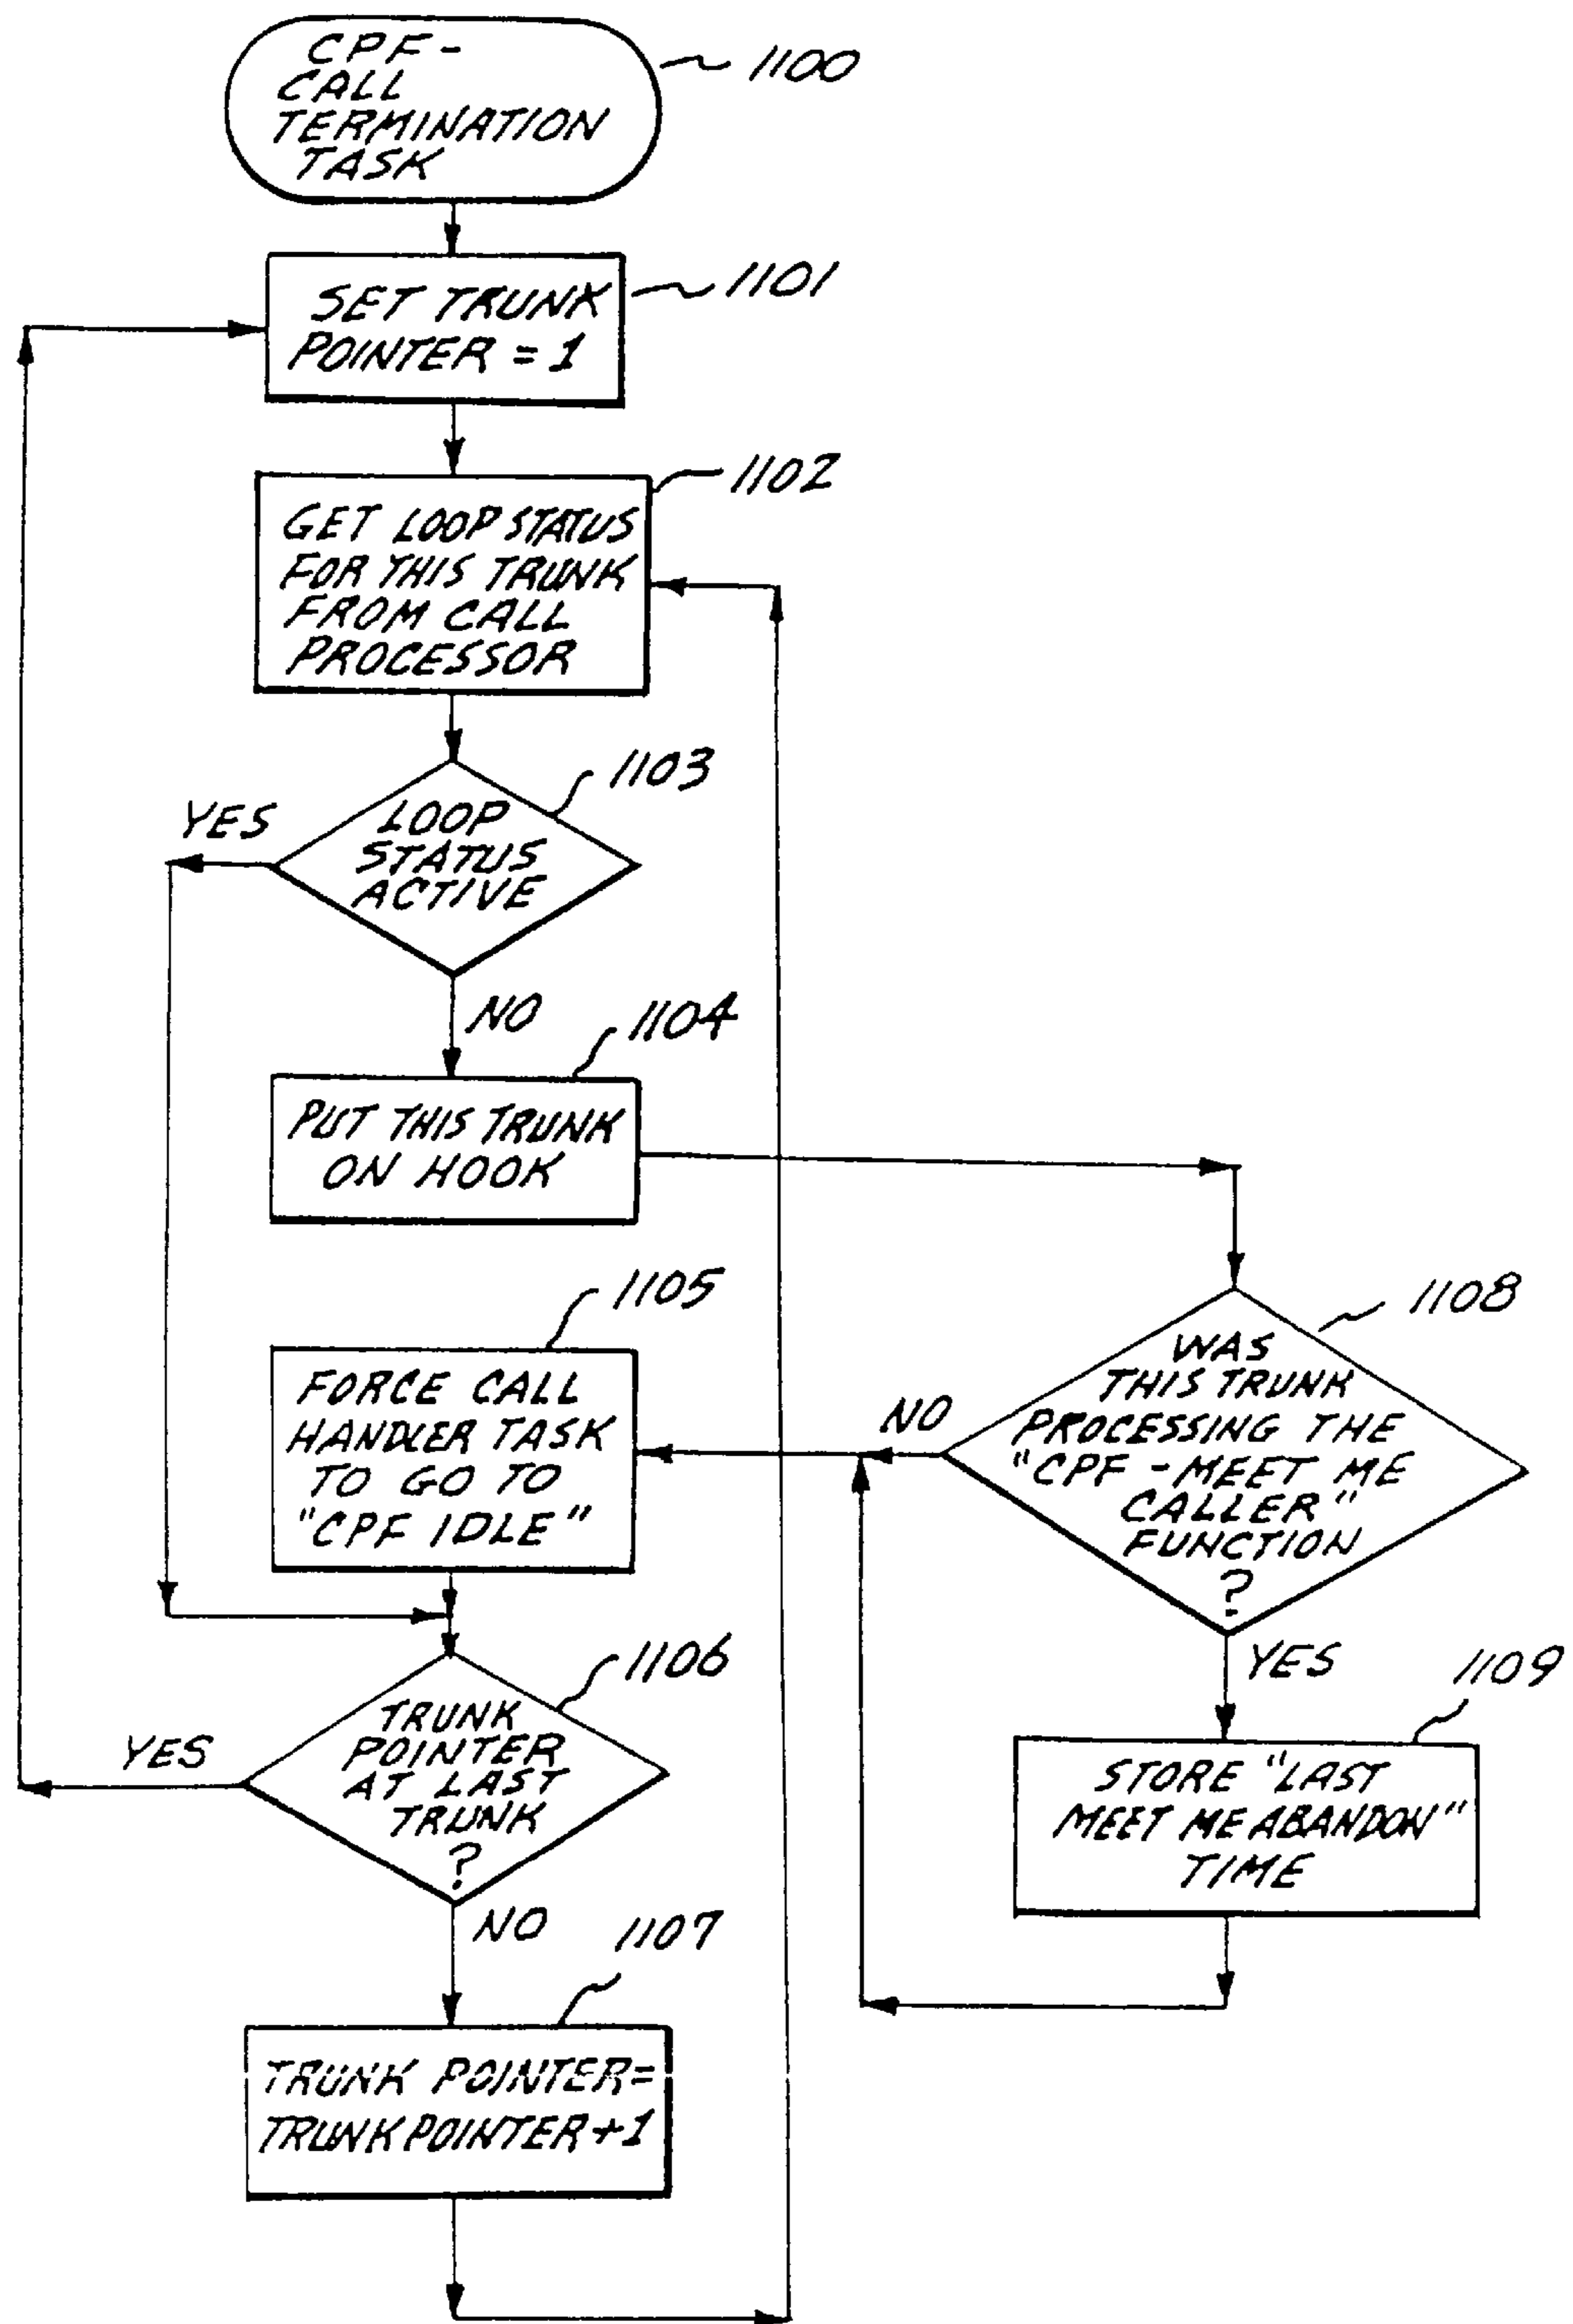 CPF-
CALL
TERMINATION
TASK
1100
SET TRUNK
POINTER = 1
1101
GET LOOP STATUS
FOR THIS TRUNK
FROM CALL
PROCESSOR
1102
LOOP
STATUS
ACTIVE
1103
YES
NO
PUT THIS TRUNK
ON HOOK
1104
FORCE CALL
HANDLER TASK
TO GO TO
"CPF IDLE"
1105
WAS
THIS TRUNK
PROCESSING THE
"CPF - MEET ME
CALLER"
FUNCTION
?
1108
NO
YES
STORE "LAST
MEET ME ABANDON"
TIME
1109
TRUNK
POINTER
AT LAST
TRUNK
?
1106
YES
NO
TRUNK POINTER=
TRUNK POINTER+1
1107